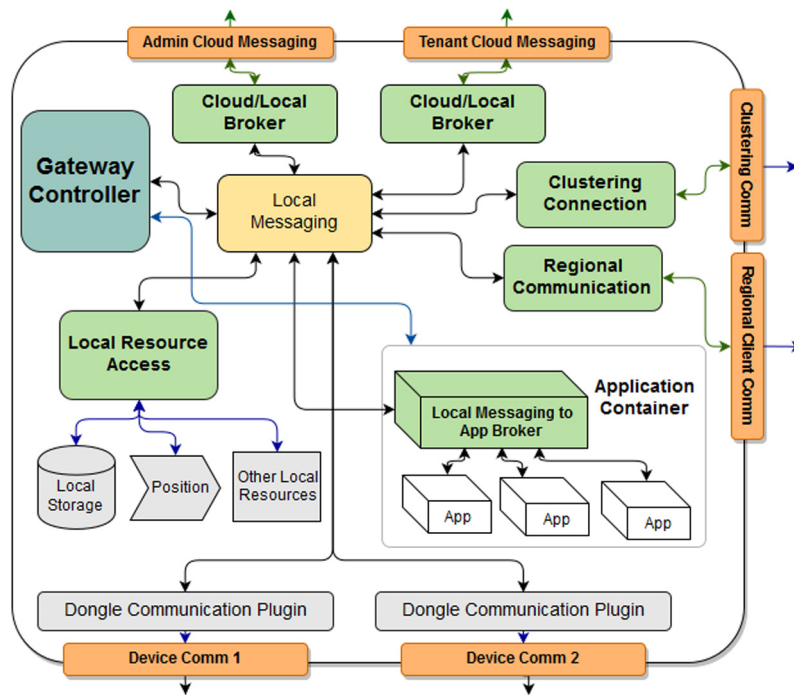 Admin Cloud Messaging
Tenant Cloud Messaging
Cloud/Local
Broker
Cloud/Local
Broker
Gateway
Controller
Local
Messaging
Clustering
Connection
Clustering Comm
Regional
Communication
Regional Client Comm
Local Resource
Access
Application
Container
Local Messaging to
App Broker
Local
Storage
Position
Other Local
Resources
App
App
App
Dongle Communication Plugin
Dongle Communication Plugin
Device Comm 1
Device Comm 2